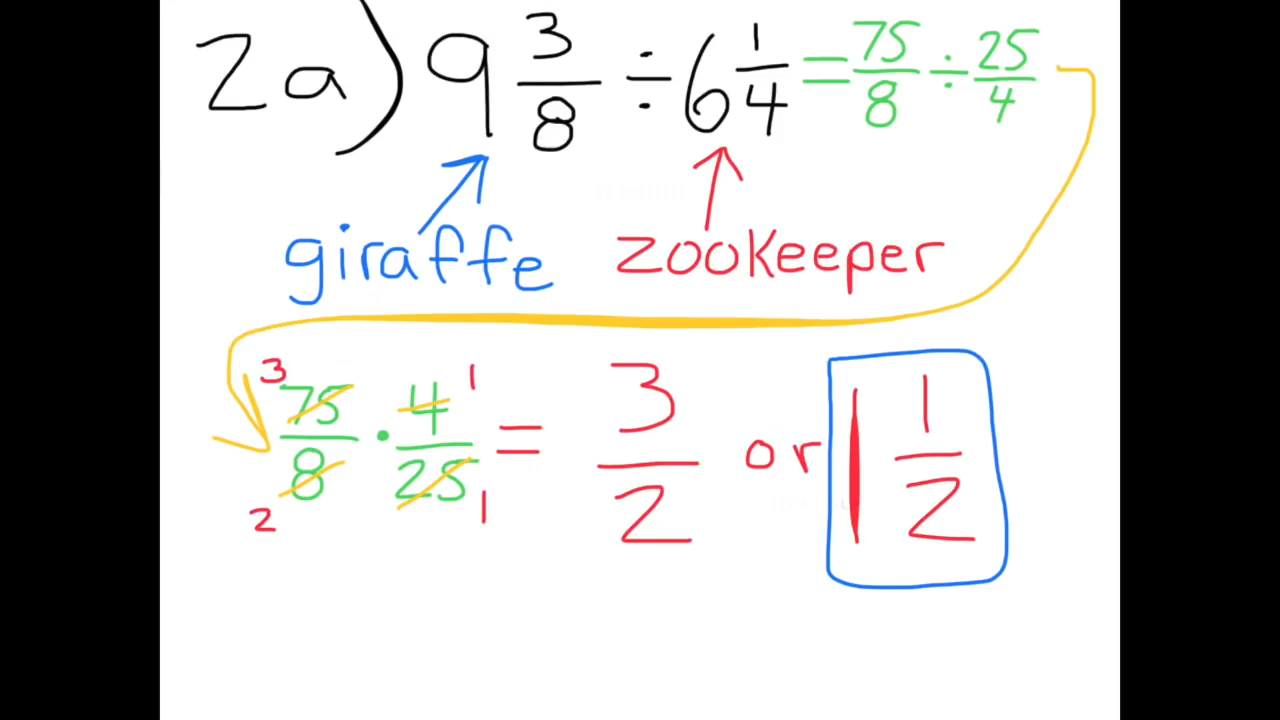 2a) 9 3/8 ÷ 6 1/4 = 75/8 ÷ 25/4
giraffe zookeeper
3 75/8 2 · 4/25 1 1 = 3/2 or 1 1/2